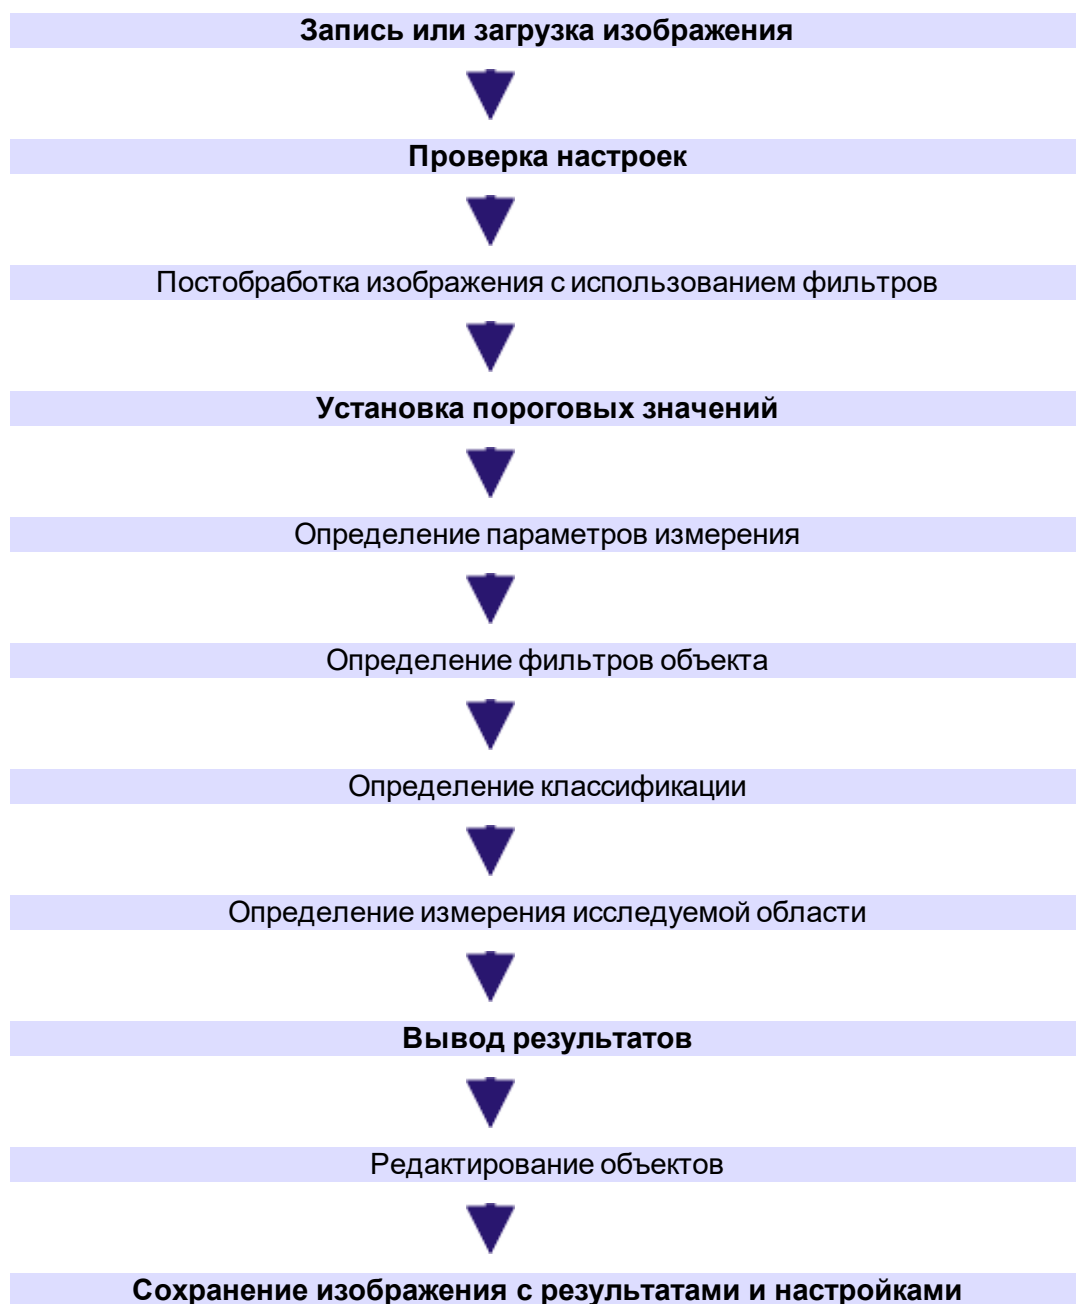 Запись или загрузка изображения
Проверка настроек
Постобработка изображения с использованием фильтров
Установка пороговых значений
Определение параметров измерения
Определение фильтров объекта
Определение классификации
Определение измерения исследуемой области
Вывод результатов
Редактирование объектов
Сохранение изображения с результатами и настройками